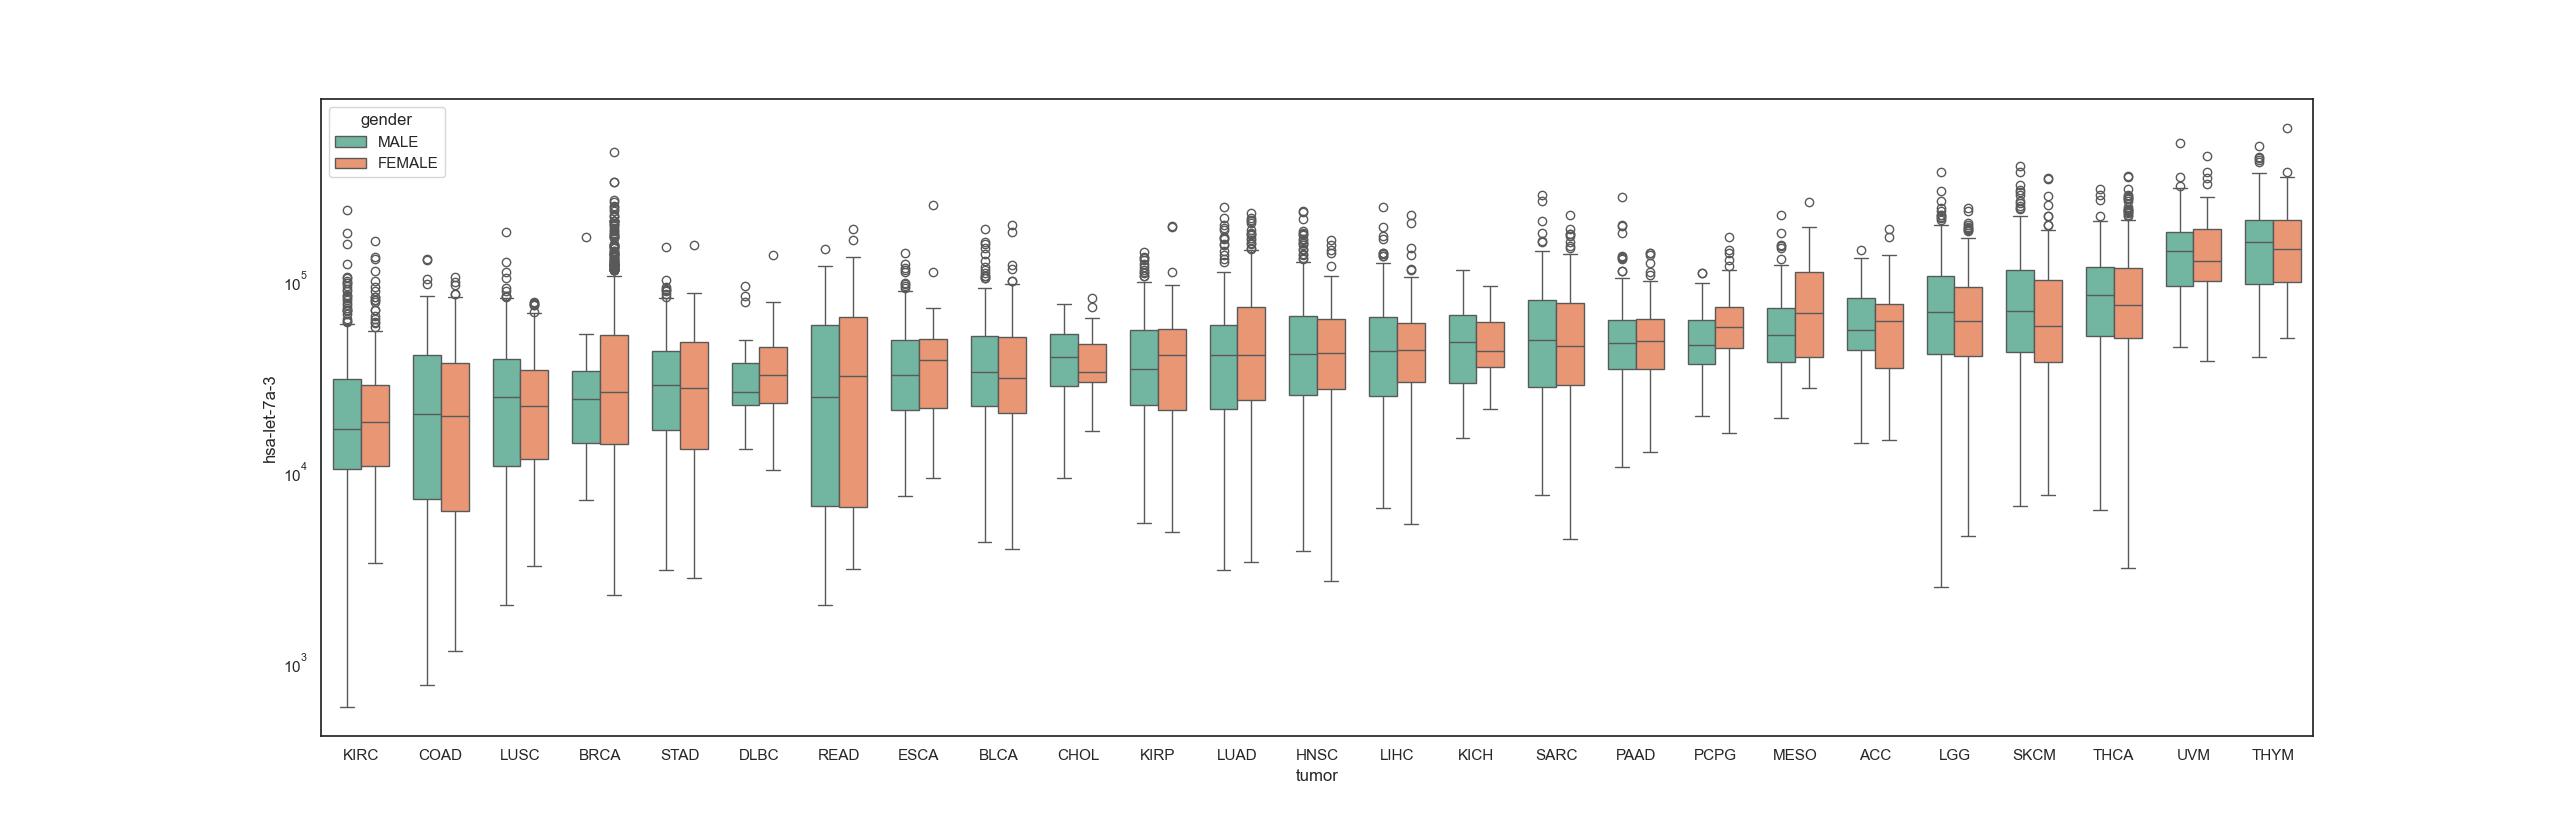 gender
MALE
FEMALE
hsa-let-7a-3
10^5
10^4
10^3
KIRC COAD LUSC BRCA STAD DLBC READ ESCA BLCA CHOL KIRP LUAD HNSC LIHC KICH SARC PAAD PCPG MESO ACC LGG SKCM THCA UVM THYM
tumor